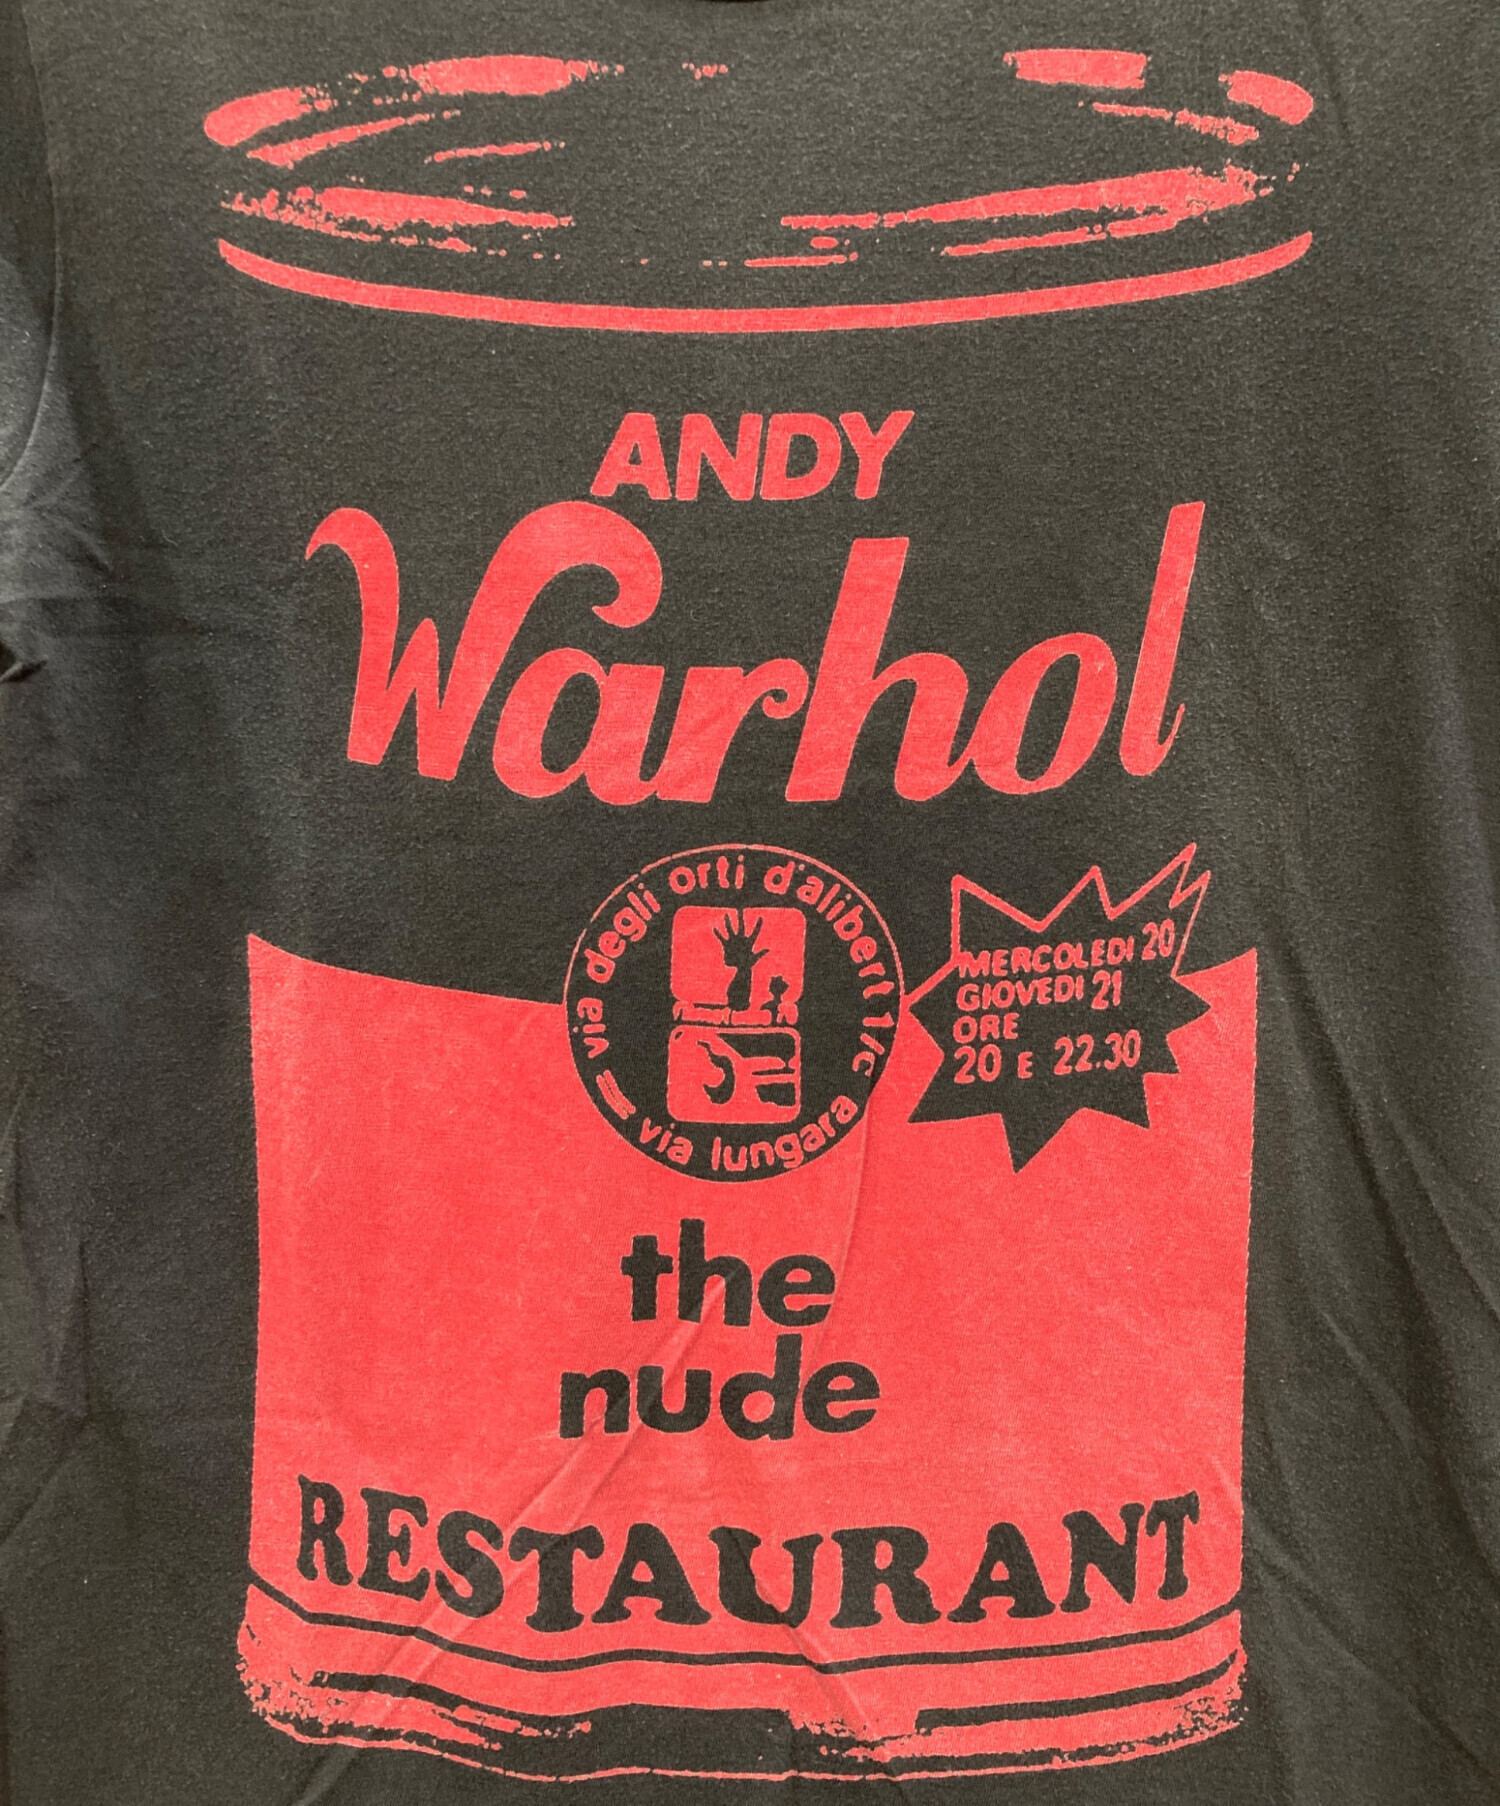 ANDY
Warhol
via degli orti d'alibert 1/c
via lungara
MERCOLEDI 20
GIOVEDI 21
ORE
20 E 22.30
the
nude
RESTAURANT